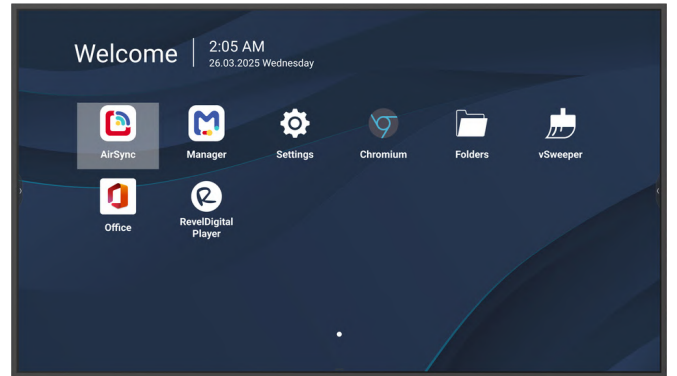 Welcome
2:05 AM
26.03.2025 Wednesday
AirSync
Manager
Settings
Chromium
Folders
vSweeper
Office
RevelDigital
Player